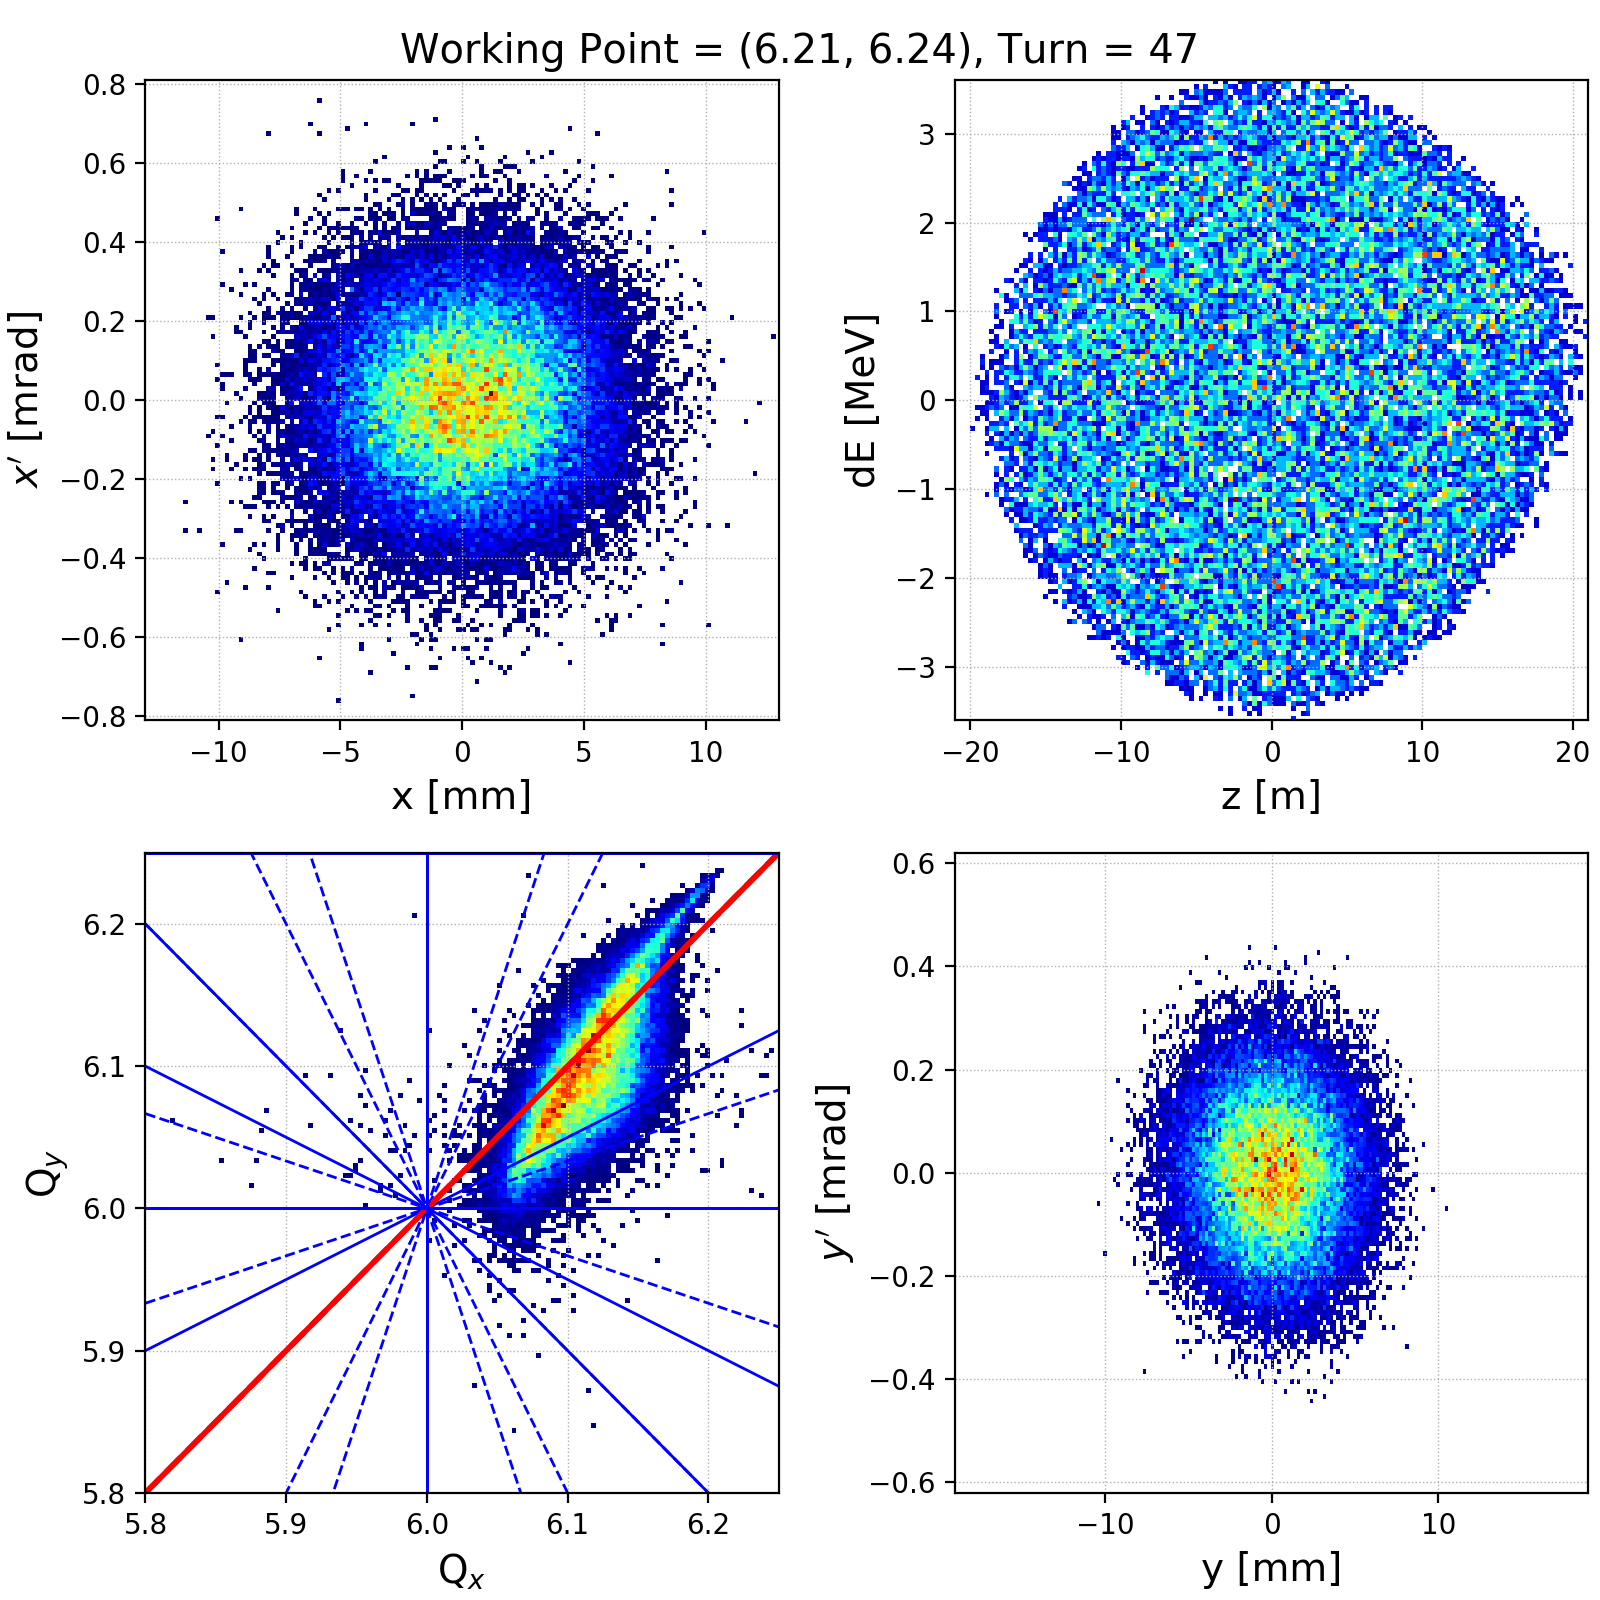 Working Point = (6.21, 6.24), Turn = 47
0.8
0.6
0.4
0.2
0.0
−0.2
−0.4
−0.6
−0.8
x′ [mrad]
−10 −5 0 5 10
x [mm]
3
2
1
0
−1
−2
−3
dE [MeV]
−20 −10 0 10 20
z [m]
6.2
6.1
6.0
5.9
5.8
Qy
5.8 5.9 6.0 6.1 6.2
Qx
0.6
0.4
0.2
0.0
−0.2
−0.4
−0.6
y′ [mrad]
−10 0 10
y [mm]